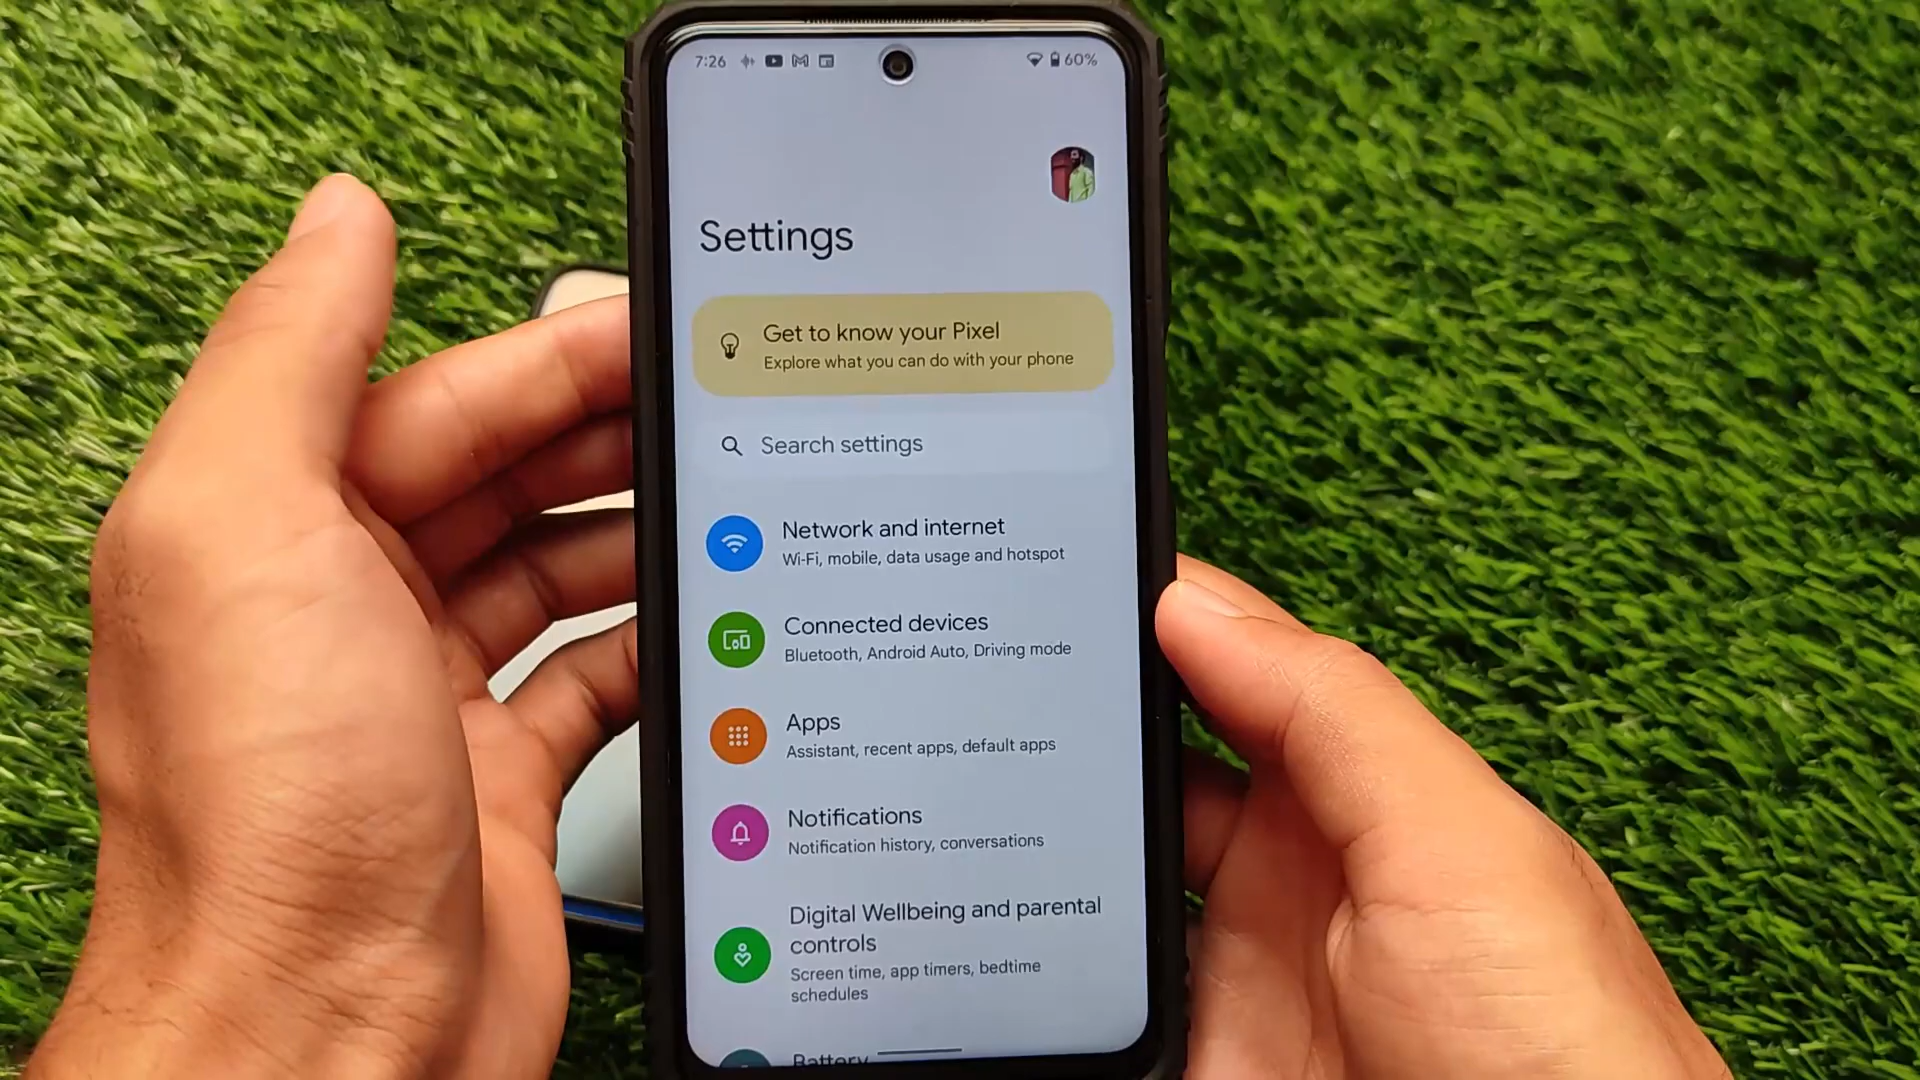 7:26 60%
Settings
Get to know your Pixel
Explore what you can do with your phone
Search settings
Network and internet
Wi-Fi, mobile, data usage and hotspot
Connected devices
Bluetooth, Android Auto, Driving mode
Apps
Assistant, recent apps, default apps
Notifications
Notification history, conversations
Digital Wellbeing and parental
controls
Screen time, app timers, bedtime
schedules
Battery